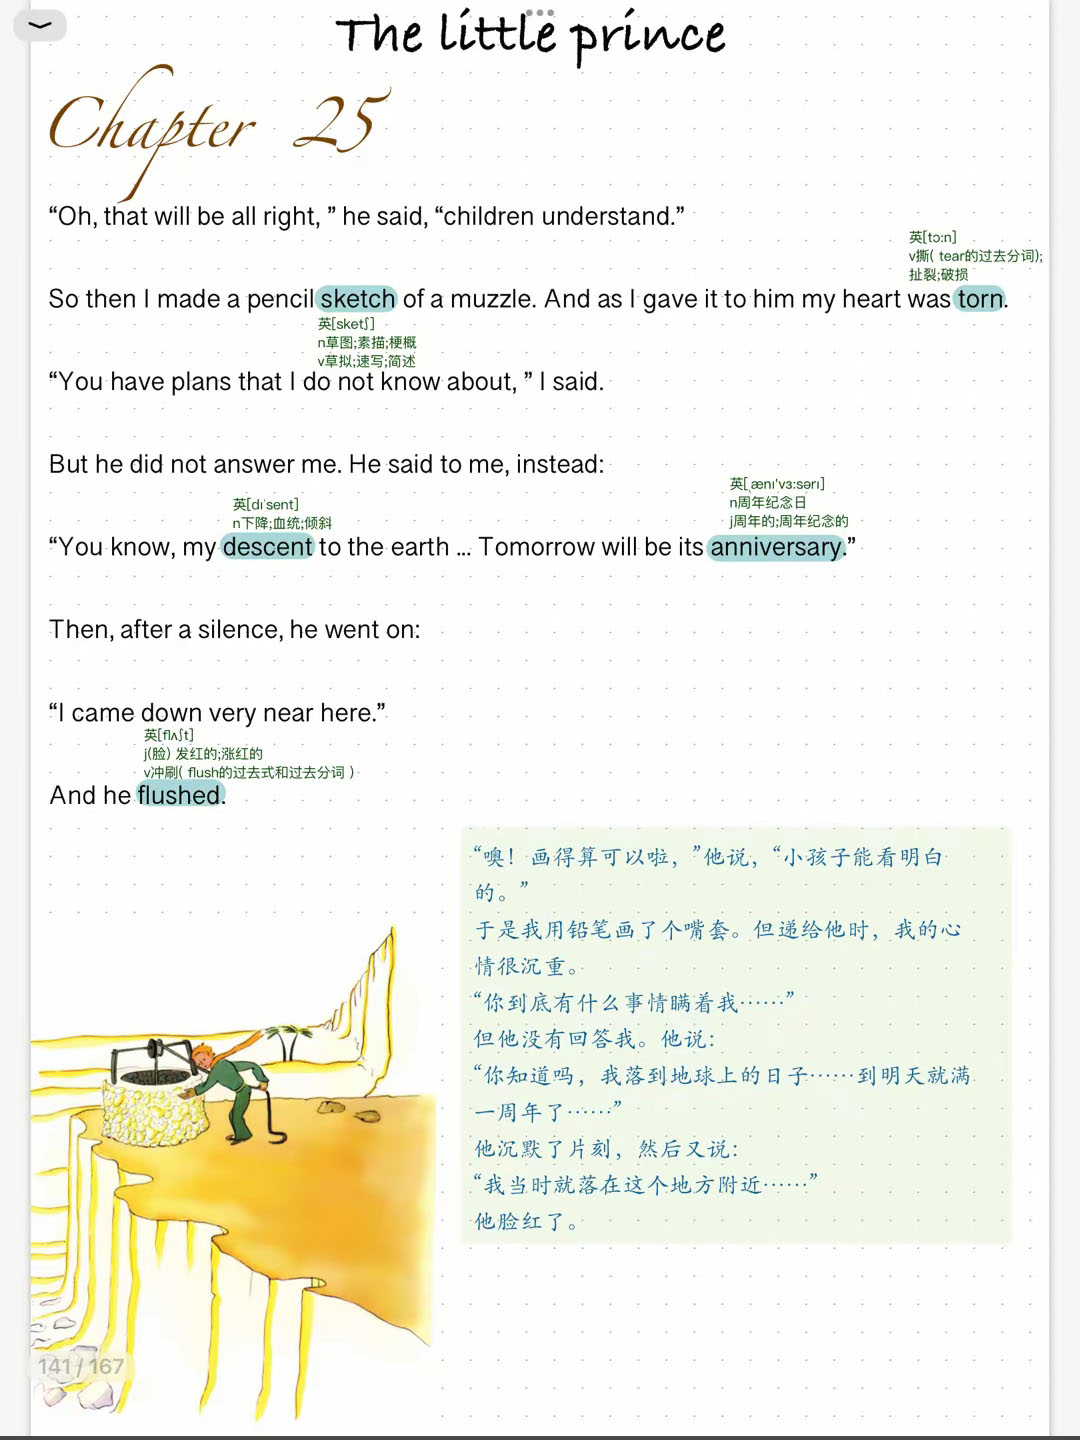 The little prince
Chapter 25
“Oh, that will be all right, ” he said, “children understand.”
英[tɔ:n]
v撕( tear的过去分词);
扯裂;破损
So then I made a pencil sketch of a muzzle. And as I gave it to him my heart was torn.
英[sketʃ]
n草图;素描;梗概
v草拟;速写;简述
“You have plans that I do not know about, ” I said.
But he did not answer me. He said to me, instead:
英[dɪˈsent]
n下降;血统;倾斜
英[ˌænɪ'vɜ:sərɪ]
n周年纪念日
j周年的;周年纪念的
“You know, my descent to the earth ... Tomorrow will be its anniversary.”
Then, after a silence, he went on:
“I came down very near here.”
英[flʌʃt]
j(脸) 发红的;涨红的
v冲刷( flush的过去式和过去分词 )
And he flushed.
“噢！画得算可以啦，”他说，“小孩子能看明白
的。”
于是我用铅笔画了个嘴套。但递给他时，我的心
情很沉重。
“你到底有什么事情瞒着我……”
但他没有回答我。他说：
“你知道吗，我落到地球上的日子……到明天就满
一周年了……”
他沉默了片刻，然后又说：
“我当时就落在这个地方附近……”
他脸红了。
141 / 167